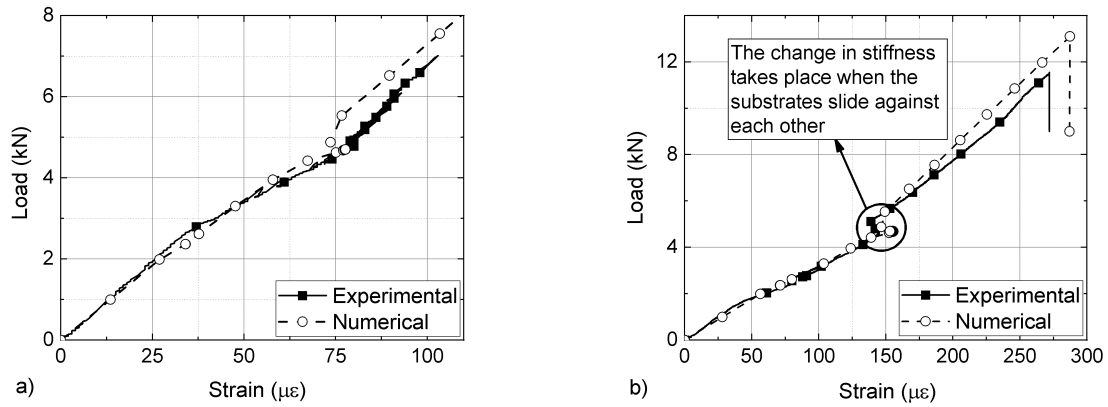 8
6
4
2
0
Load (kN)
0
25
50
75
100
Strain (με)
Experimental
Numerical
a)
12
8
4
0
Load (kN)
The change in stiffness
takes place when the
substrates slide against
each other
0
50
100
150
200
250
300
Strain (με)
Experimental
Numerical
b)